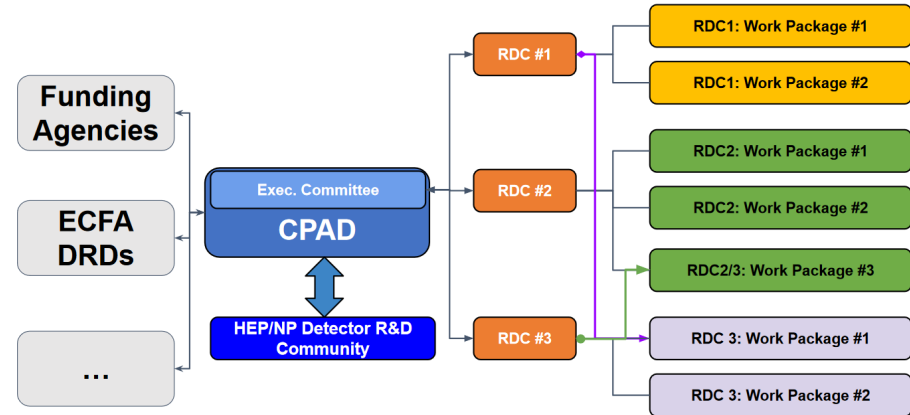 Funding
Agencies
ECFA
DRDs
...
Exec. Committee
CPAD
HEP/NP Detector R&D
Community
RDC #1
RDC #2
RDC #3
RDC1: Work Package #1
RDC1: Work Package #2
RDC2: Work Package #1
RDC2: Work Package #2
RDC2/3: Work Package #3
RDC 3: Work Package #1
RDC 3: Work Package #2